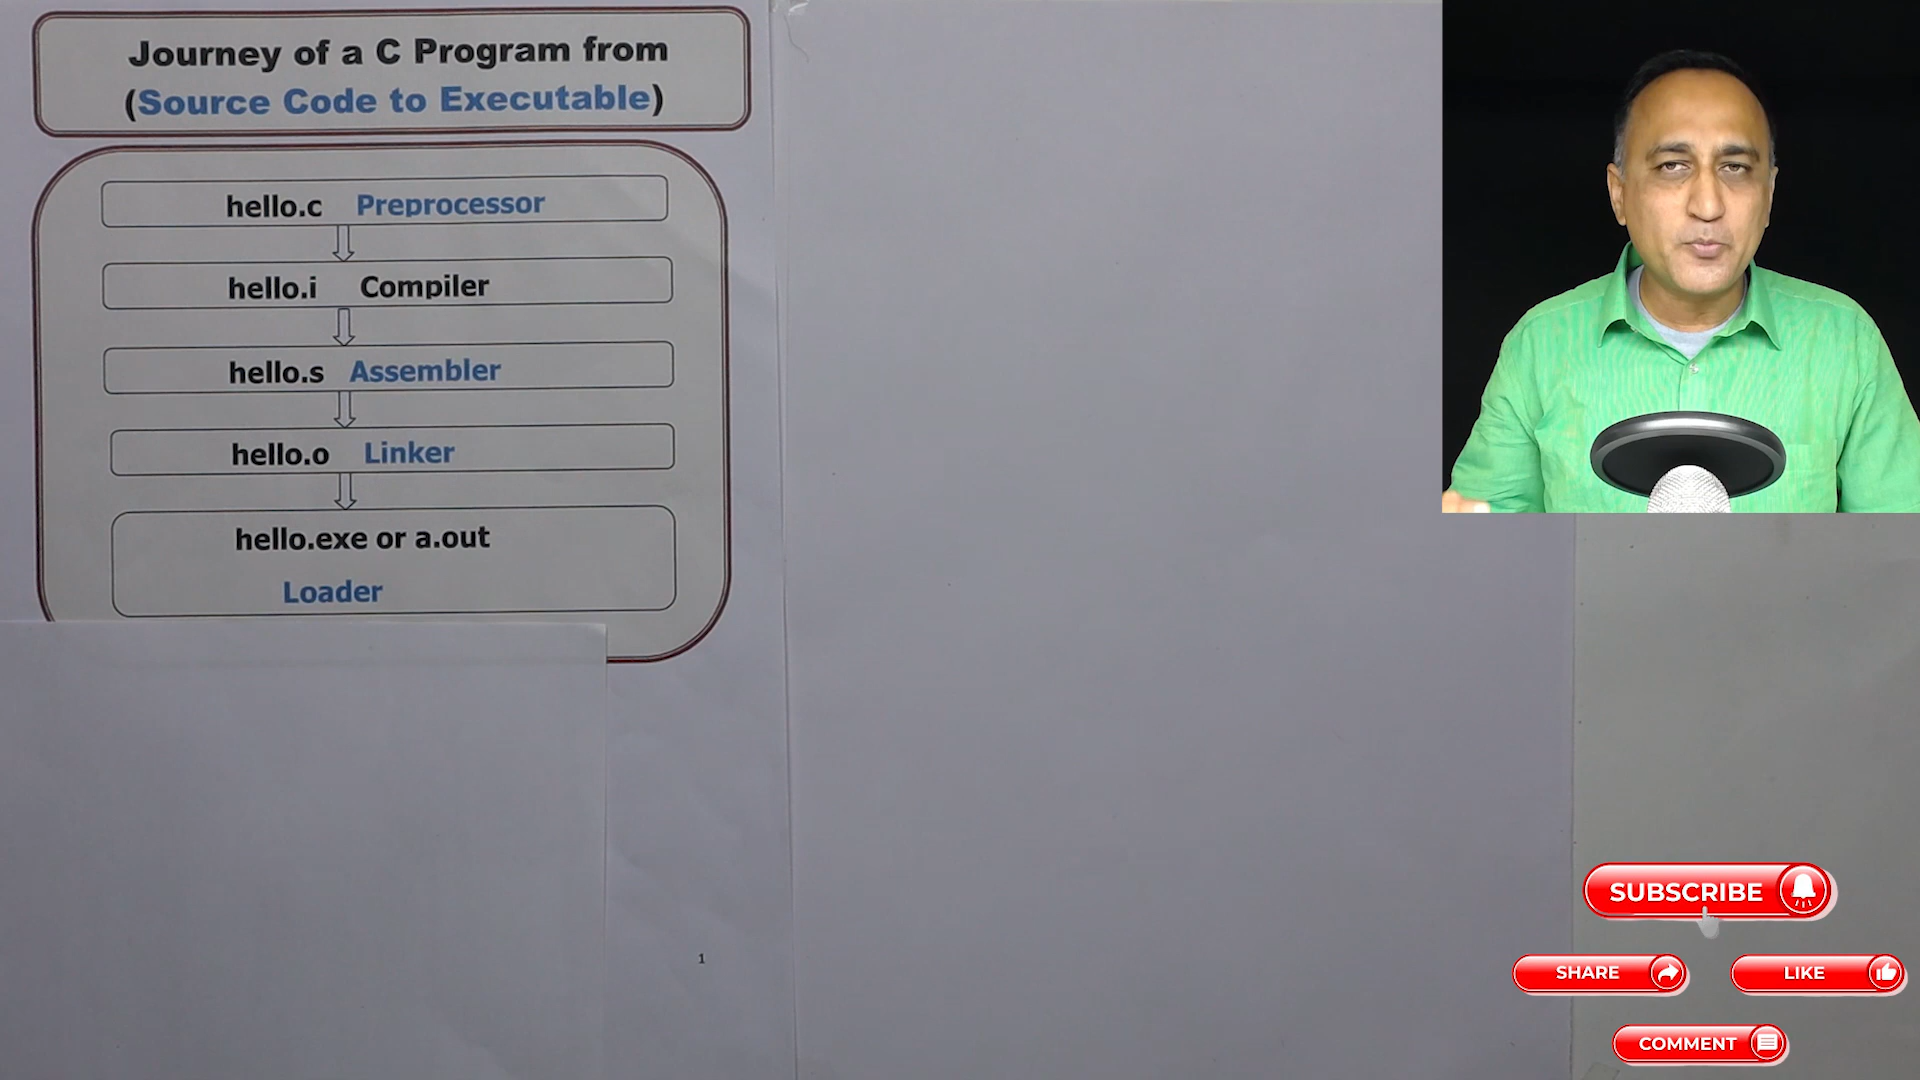 Journey of a C Program from
(Source Code to Executable)
hello.c Preprocessor
hello.i Compiler
hello.s Assembler
hello.o Linker
hello.exe or a.out
Loader
1
SUBSCRIBE
SHARE
LIKE
COMMENT